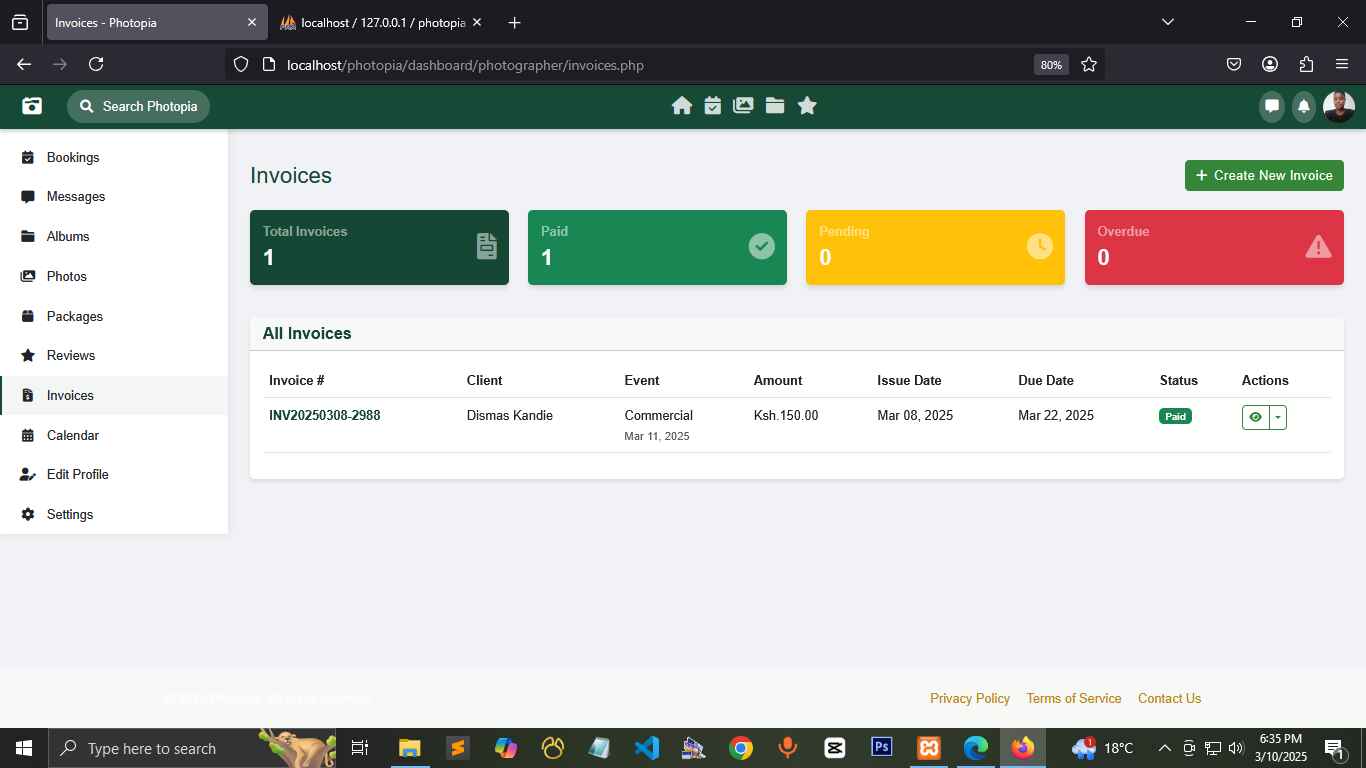 Invoices - Photopia
localhost / 127.0.0.1 / photopia
localhost/photopia/dashboard/photographer/invoices.php
80%
Search Photopia
Bookings
Messages
Albums
Photos
Packages
Reviews
Invoices
Calendar
Edit Profile
Settings
Invoices
Create New Invoice
Total Invoices
1
Paid
1
Pending
0
Overdue
0
All Invoices
Invoice # Client Event Amount Issue Date Due Date Status Actions
INV20250308-2988 Dismas Kandie Commercial Ksh.150.00 Mar 08, 2025 Mar 22, 2025 Paid
Mar 11, 2025
Privacy Policy Terms of Service Contact Us
Type here to search
Ps
1
18°C
6:35 PM
3/10/2025
1